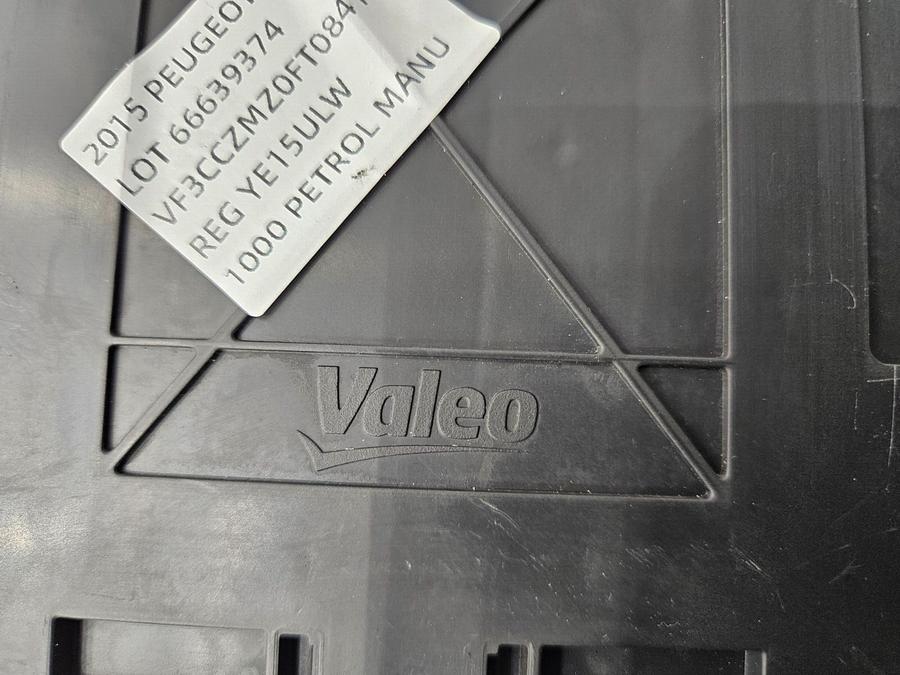 2015 PEUGEOT
LOT 66639374
VF3CCZMZ0FT084
REG YE15ULW
1000 PETROL MANU
Valeo